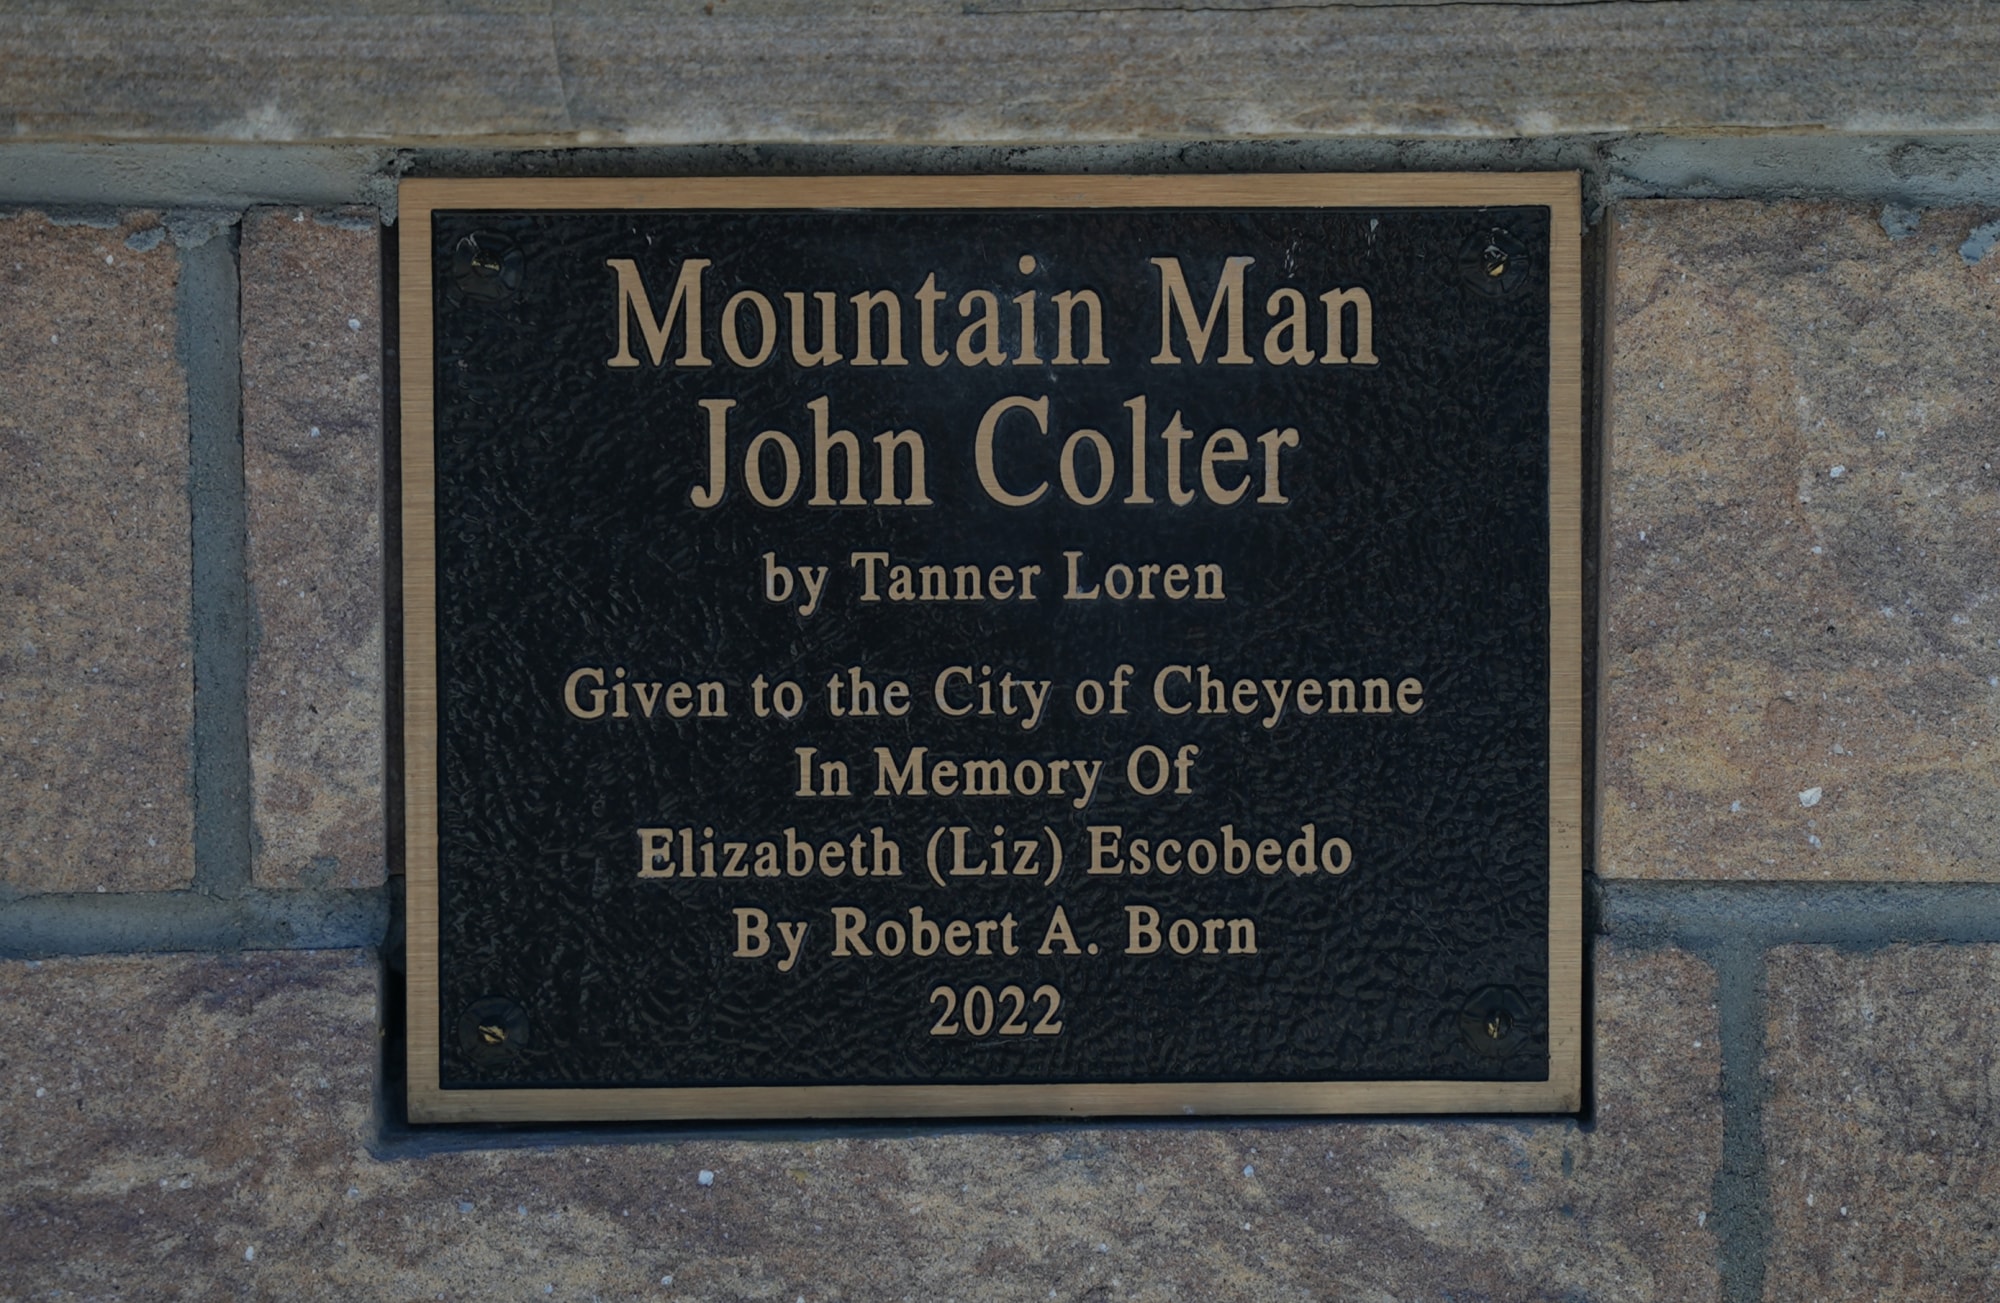 Mountain Man
John Colter
by Tanner Loren
Given to the City of Cheyenne
In Memory Of
Elizabeth (Liz) Escobedo
By Robert A. Born
2022